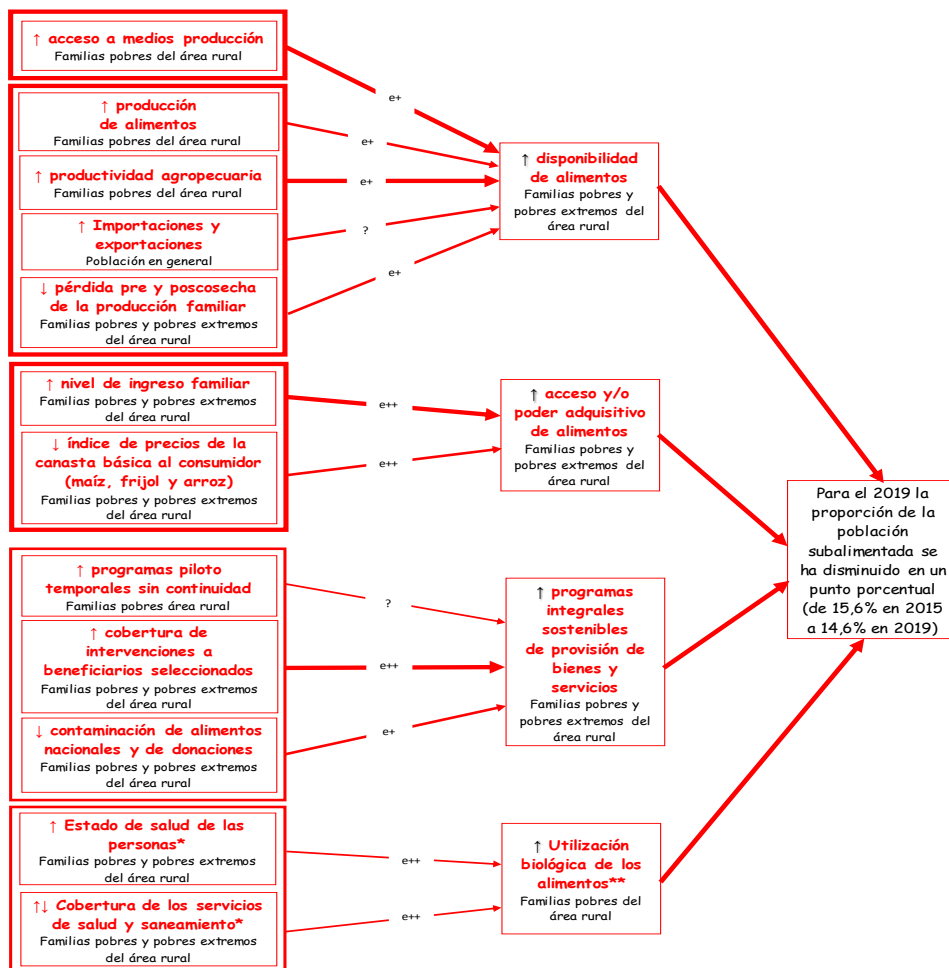 ↑ acceso a medios producción
Familias pobres del área rural
↑ producción
de alimentos
Familias pobres del área rural
↑ productividad agropecuaria
Familias pobres del área rural
↑ Importaciones y
exportaciones
Población en general
↓ pérdida pre y poscosecha
de la producción familiar
Familias pobres y pobres extremos
del área rural
e+
e+
e+
?
e+
↑ disponibilidad
de alimentos
Familias pobres y
pobres extremos del
área rural
↑ nivel de ingreso familiar
Familias pobres y pobres extremos
del área rural
↓ índice de precios de la
canasta básica al consumidor
(maíz, frijol y arroz)
Familias pobres y pobres extremos
del área rural
e++
e++
↑ acceso y/o
poder adquisitivo
de alimentos
Familias pobres y
pobres extremos del
área rural
↑ programas piloto
temporales sin continuidad
Familias pobres área rural
↑ cobertura de
intervenciones a
beneficiarios seleccionados
Familias pobres y pobres extremos
del área rural
↓ contaminación de alimentos
nacionales y de donaciones
Familias pobres y pobres extremos
del área rural
?
e++
e+
↑ programas
integrales
sostenibles
de provisión de
bienes y
servicios
Familias pobres y
pobres extremos del
área rural
↑ Estado de salud de las
personas*
Familias pobres y pobres extremos
del área rural
↑↓ Cobertura de los servicios
de salud y saneamiento*
Familias pobres y pobres extremos
del área rural
e++
e++
↑ Utilización
biológica de los
alimentos**
Familias pobres del
área rural
Para el 2019 la
proporción de la
población
subalimentada se
ha disminuido en un
punto porcentual
(de 15,6% en 2015
a 14,6% en 2019)